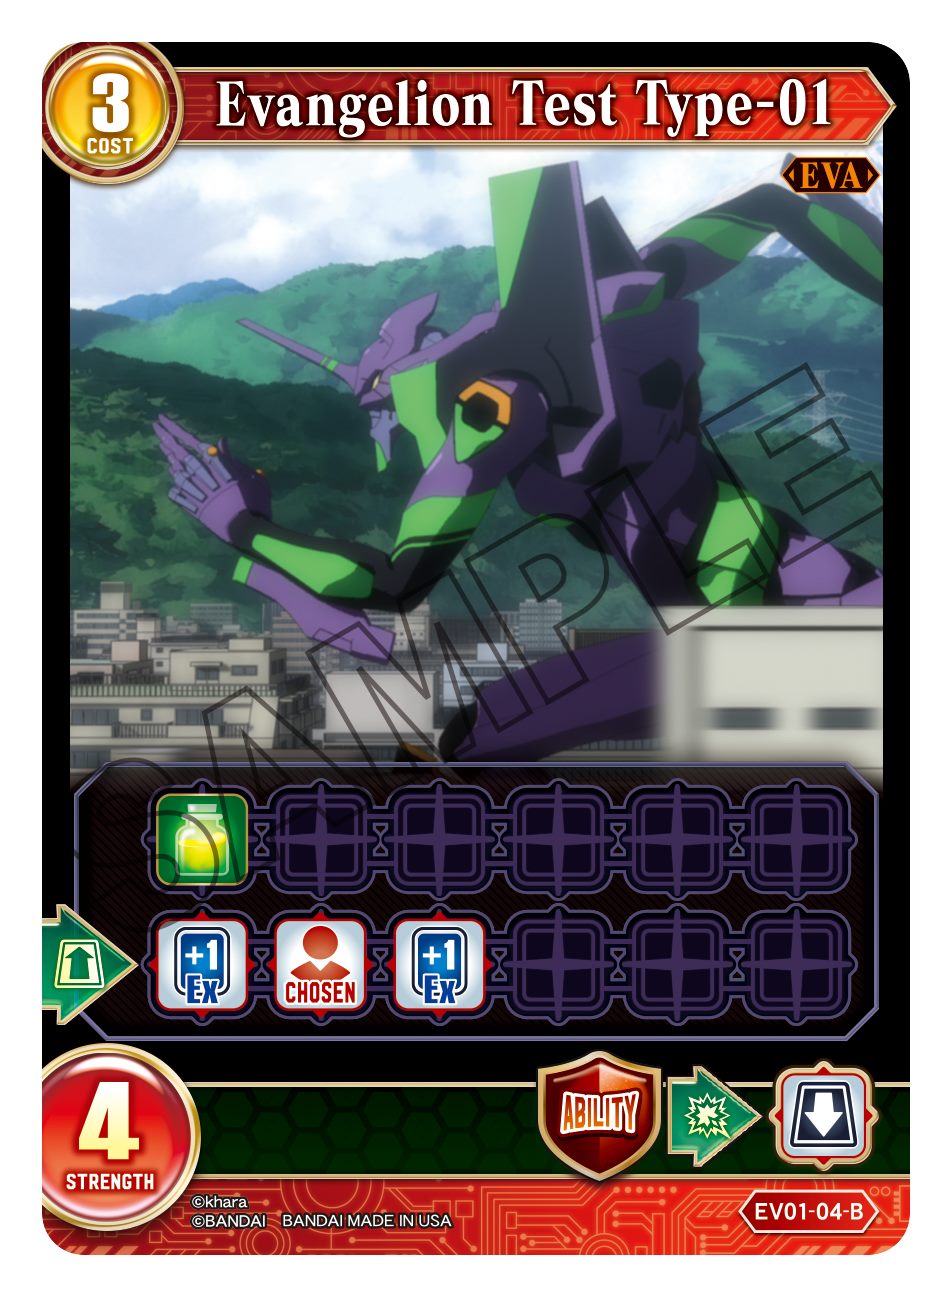 3
COST
Evangelion Test Type-01
EVA
SAMPLE
+1
Ex
CHOSEN
+1
Ex
4
STRENGTH
ABILITY
©khara
©BANDAI BANDAI MADE IN USA
EV01-04-B